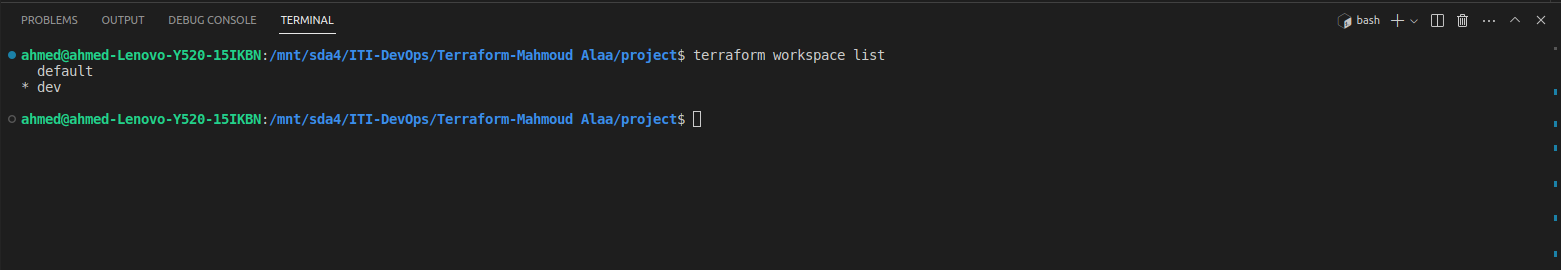 PROBLEMS OUTPUT DEBUG CONSOLE TERMINAL bash
ahmed@ahmed-Lenovo-Y520-15IKBN:/mnt/sda4/ITI-DevOps/Terraform-Mahmoud Alaa/project$ terraform workspace list
default
* dev
ahmed@ahmed-Lenovo-Y520-15IKBN:/mnt/sda4/ITI-DevOps/Terraform-Mahmoud Alaa/project$